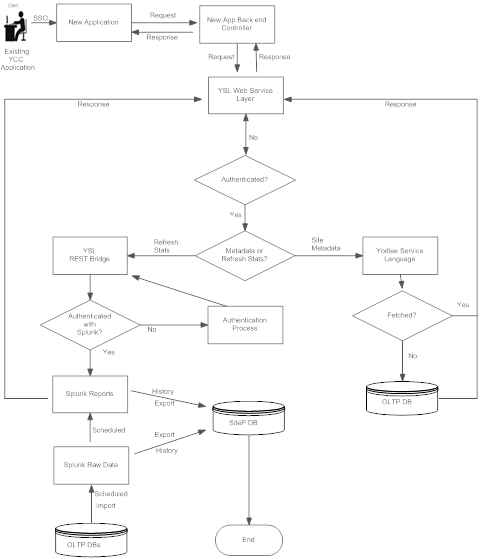 Client
SSO
New Application
Request
Response
New App Back end
Controller
Existing
YCC
Application
Request
Response
YSL Web Service
Layer
Response
Response
No
Authenticated?
Yes
Metadata or
Refresh Stats?
Refresh
Stats
Site
Metadata
YSL
REST Bridge
Yodlee Service
Language
Authenticated
with
Splunk?
No
Authentication
Process
Fetched?
Yes
Yes
No
Splunk Reports
History
Export
OLTP DB
Scheduled
SiteP DB
Export
History
Splunk Raw Data
Scheduled
Import
OLTP DBs
End